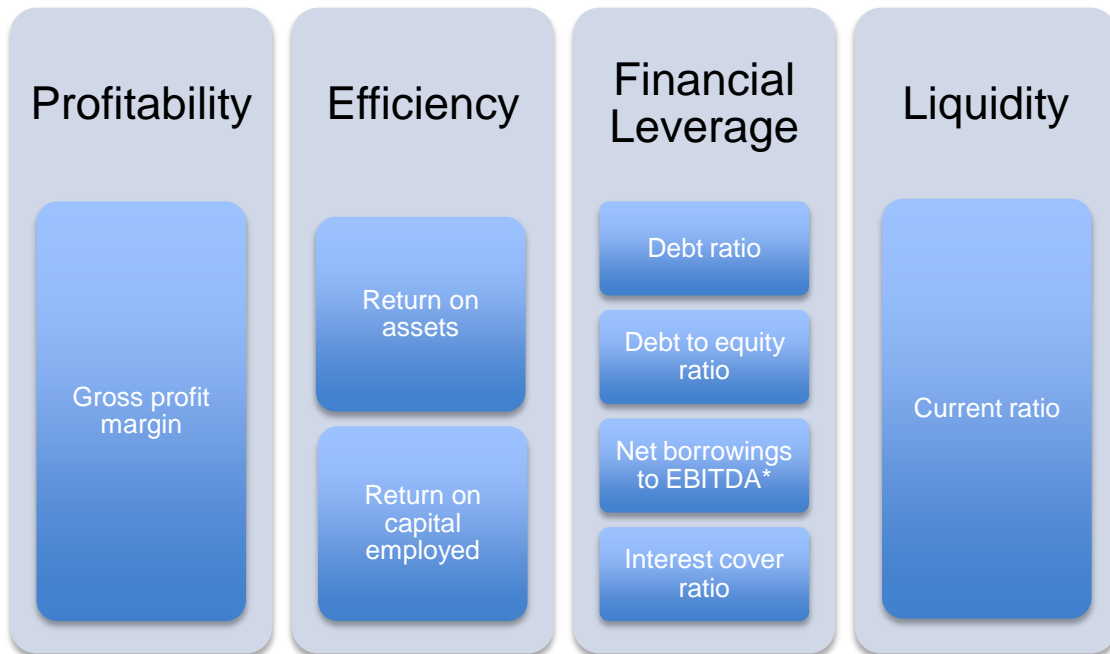 Profitability
Gross profit
margin
Efficiency
Return on
assets
Return on
capital
employed
Financial
Leverage
Debt ratio
Debt to equity
ratio
Net borrowings
to EBITDA*
Interest cover
ratio
Liquidity
Current ratio